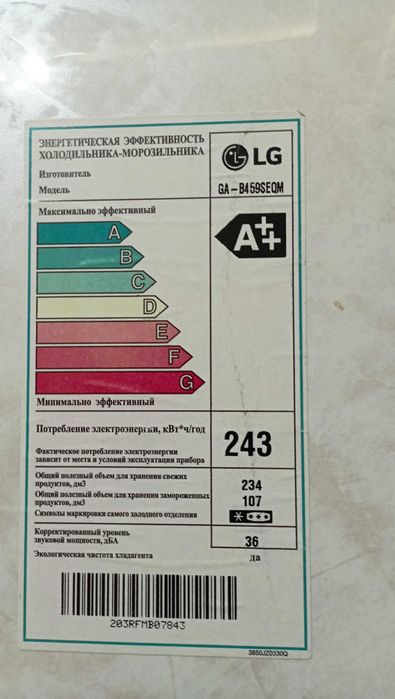 ЭНЕРГЕТИЧЕСКАЯ ЭФФЕКТИВНОСТЬ
ХОЛОДИЛЬНИКА-МОРОЗИЛЬНИКА
Изготовитель
LG
Модель
GA-B459SEQM
Максимально эффективный
A
B
C
D
E
F
G
A++
Минимально эффективный
Потребление электроэнергии, кВт*ч/год
243
Фактическое потребление электроэнергии
зависит от места и условий эксплуатации прибора
Общий полезный объем для хранения свежих
продуктов, дм3
234
Общий полезный объем для хранения замороженных
продуктов, дм3
107
Символы маркировки самого холодного отделения
Корректированный уровень
звуковой мощности, дБА
36
Экологическая чистота хладагента
да
203RFMB07843
3850JZ0330Q